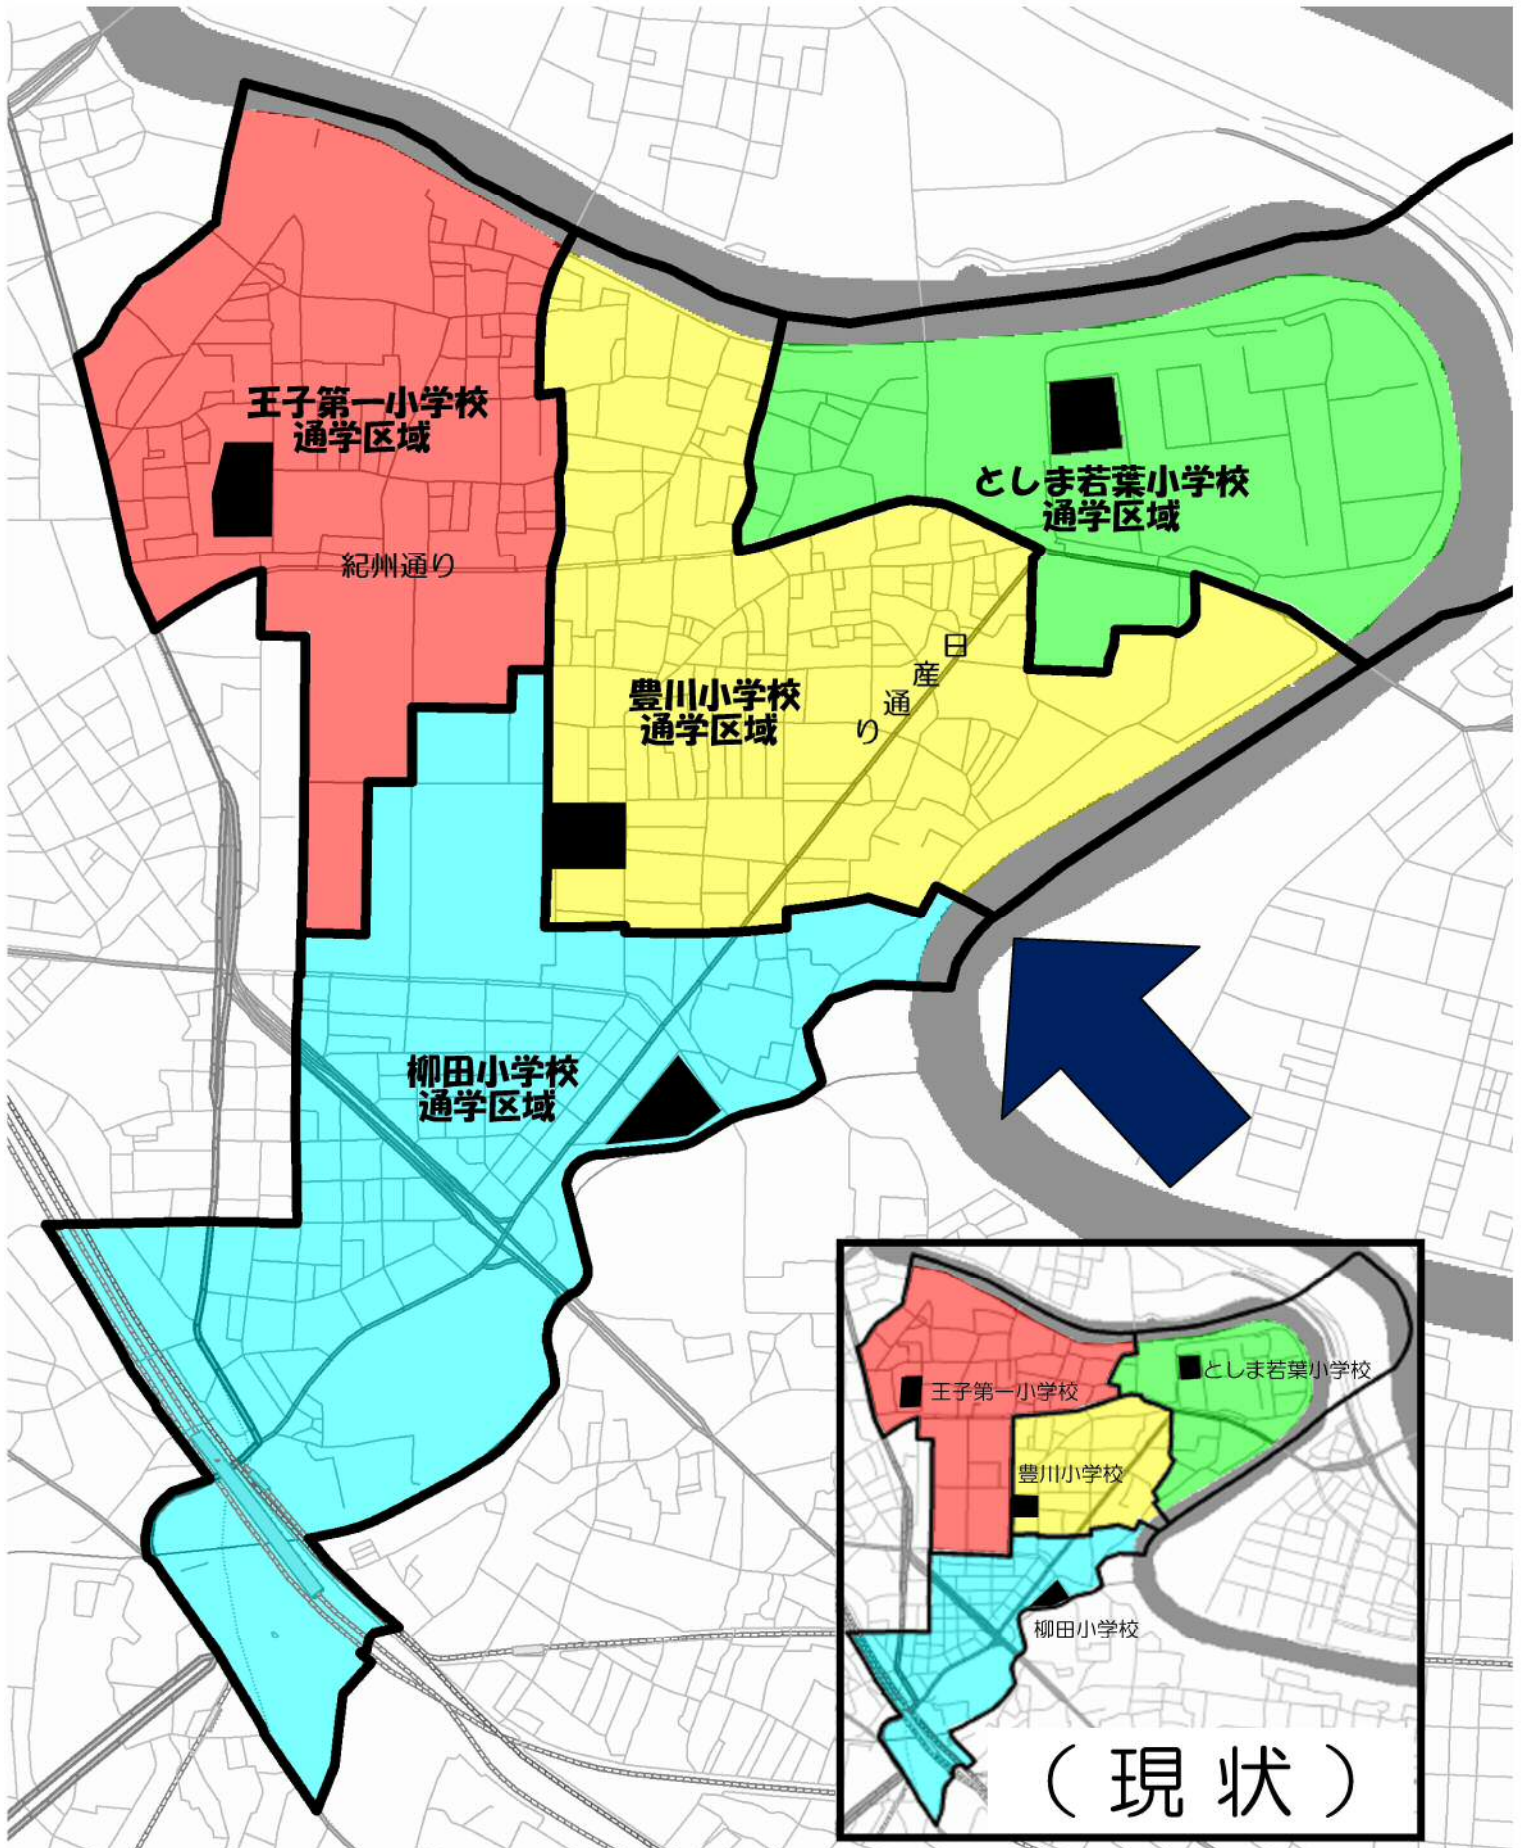 王子第一小学校
通学区域
紀州通り
としま若葉小学校
通学区域
豊川小学校
通学区域
日産通り
柳田小学校
通学区域
としま若葉小学校
王子第一小学校
豊川小学校
柳田小学校
（現状）